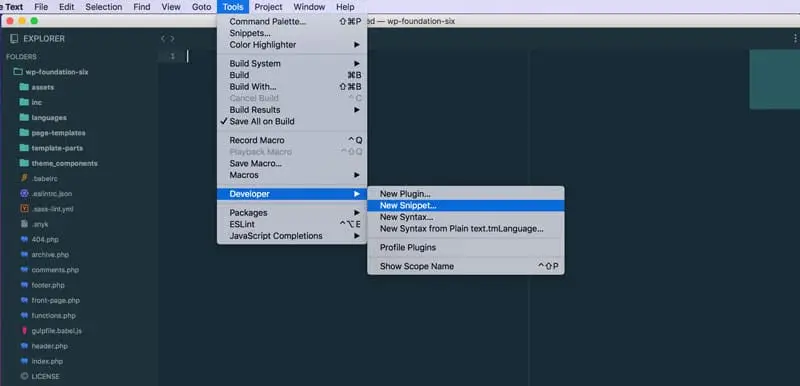 e Text File Edit Selection Find View Goto Tools Project Window Help
ed — wp-foundation-six
EXPLORER
FOLDERS
wp-foundation-six
assets
inc
languages
page-templates
template-parts
theme_components
.babelrc
.eslintrc.json
.sass-lint.yml
.anyk
404.php
archive.php
comments.php
footer.php
front-page.php
functions.php
gulpfile.babel.js
header.php
index.php
LICENSE
1
Command Palette... ⇧⌘P
Snippets...
Color Highlighter
Build System
Build ⌘B
Build With... ⇧⌘B
Cancel Build ^C
Build Results
✓ Save All on Build
Record Macro ^Q
Playback Macro ^⇧Q
Save Macro...
Macros
Developer
Packages
ESLint ^⌥E
JavaScript Completions
New Plugin...
New Snippet...
New Syntax...
New Syntax from Plain text.tmLanguage...
Profile Plugins
Show Scope Name ^⇧P